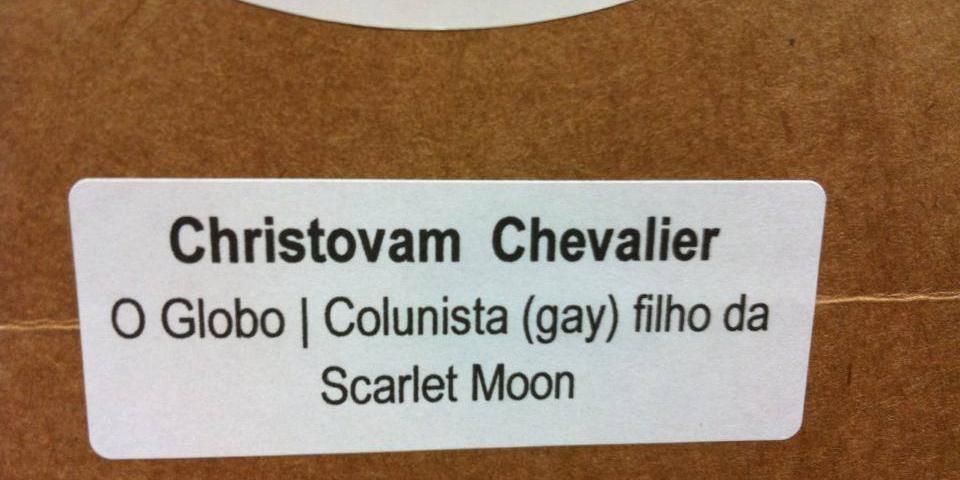 Christovam Chevalier
O Globo | Colunista (gay) filho da
Scarlet Moon